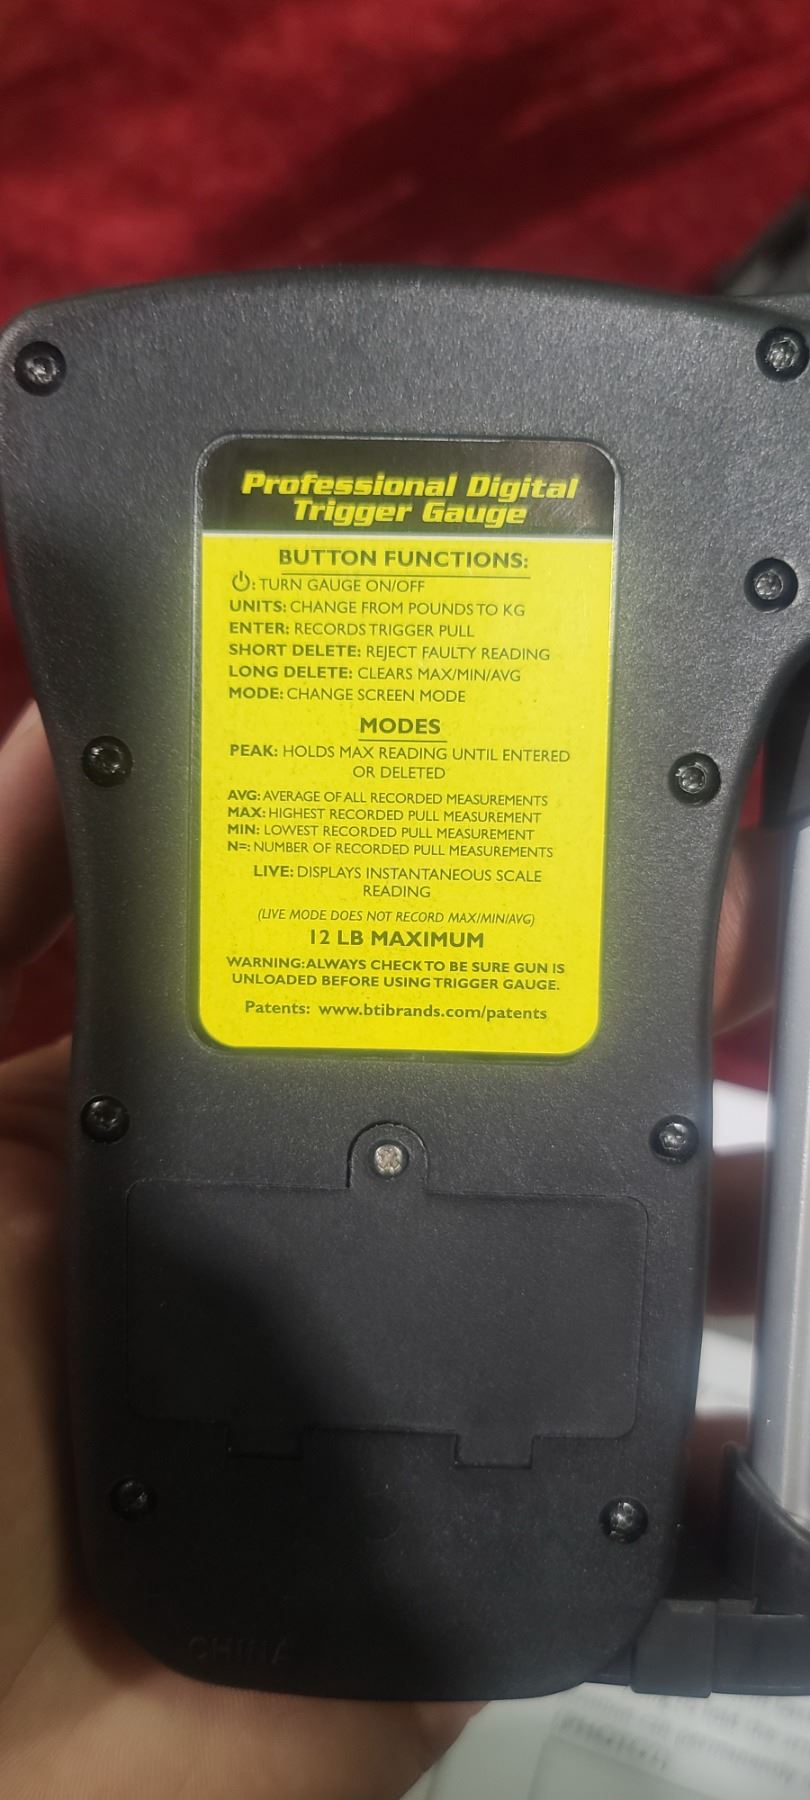 Professional Digital
Trigger Gauge
BUTTON FUNCTIONS:
⏻: TURN GAUGE ON/OFF
UNITS: CHANGE FROM POUNDS TO KG
ENTER: RECORDS TRIGGER PULL
SHORT DELETE: REJECT FAULTY READING
LONG DELETE: CLEARS MAX/MIN/AVG
MODE: CHANGE SCREEN MODE
MODES
PEAK: HOLDS MAX READING UNTIL ENTERED
OR DELETED
AVG: AVERAGE OF ALL RECORDED MEASUREMENTS
MAX: HIGHEST RECORDED PULL MEASUREMENT
MIN: LOWEST RECORDED PULL MEASUREMENT
N=: NUMBER OF RECORDED PULL MEASUREMENTS
LIVE: DISPLAYS INSTANTANEOUS SCALE
READING
(LIVE MODE DOES NOT RECORD MAX/MIN/AVG)
12 LB MAXIMUM
WARNING: ALWAYS CHECK TO BE SURE GUN IS
UNLOADED BEFORE USING TRIGGER GAUGE.
Patents: www.btibrands.com/patents
CHINA